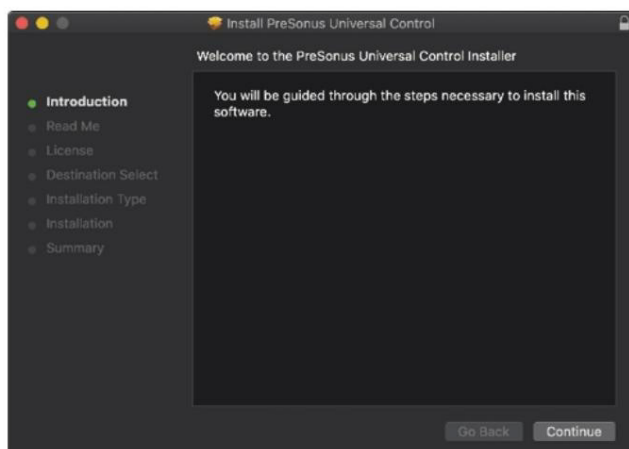 Install PreSonus Universal Control
Welcome to the PreSonus Universal Control Installer
Introduction
Read Me
License
Destination Select
Installation Type
Installation
Summary
You will be guided through the steps necessary to install this
software.
Go Back
Continue